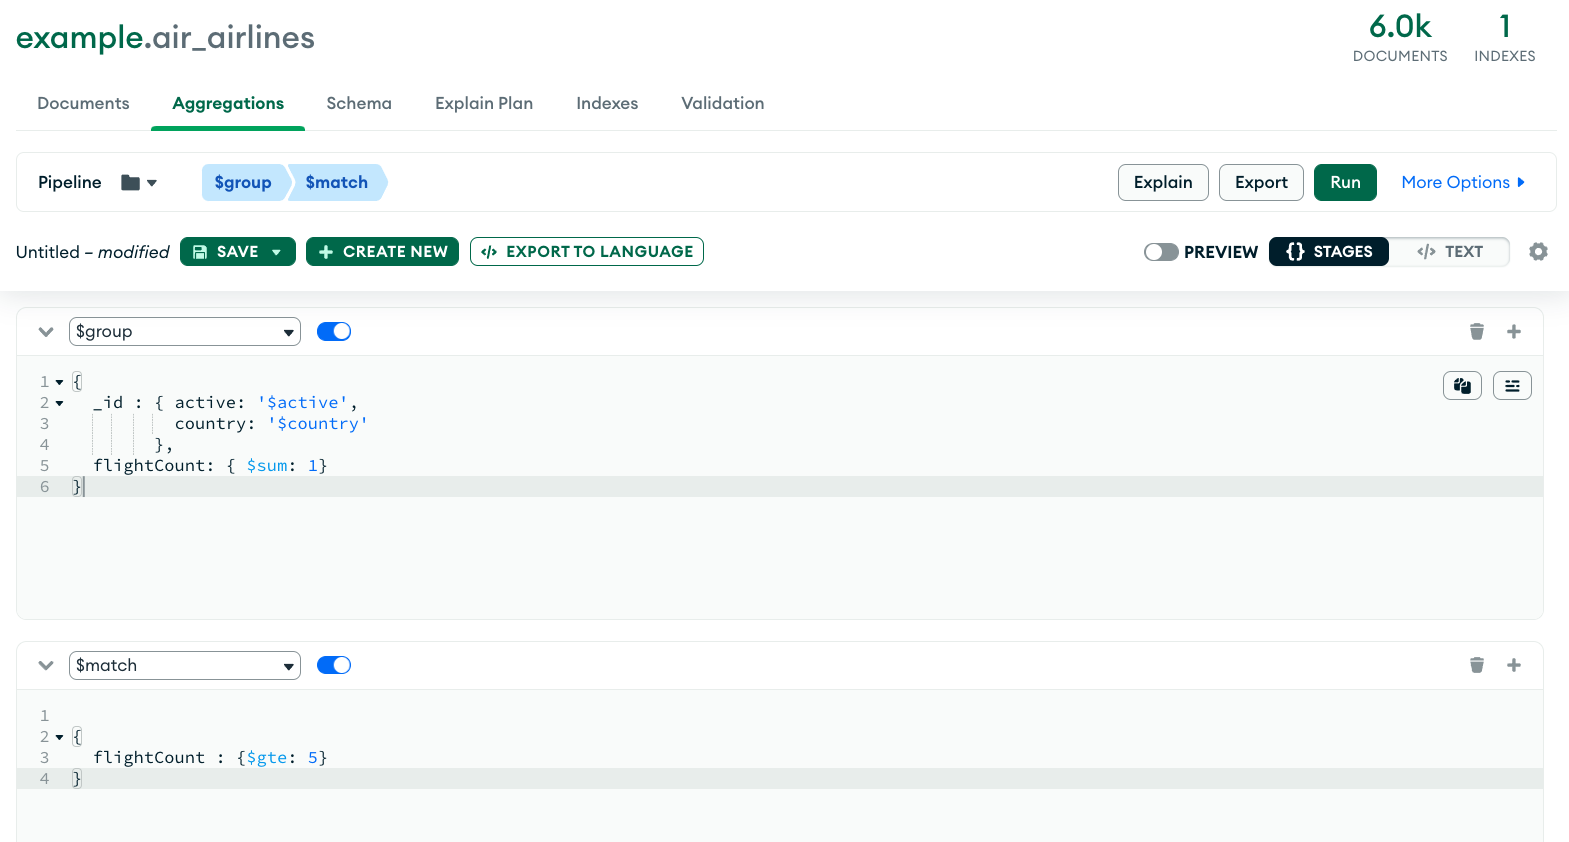 example.air_airlines
6.0k
DOCUMENTS
1
INDEXES
Documents Aggregations Schema Explain Plan Indexes Validation
Pipeline $group $match Explain Export Run More Options
Untitled – modified SAVE CREATE NEW EXPORT TO LANGUAGE PREVIEW {} STAGES </> TEXT
$group
1 {
2 _id : { active: '$active',
3 country: '$country'
4 },
5 flightCount: { $sum: 1}
6 }
$match
1
2 {
3 flightCount : {$gte: 5}
4 }